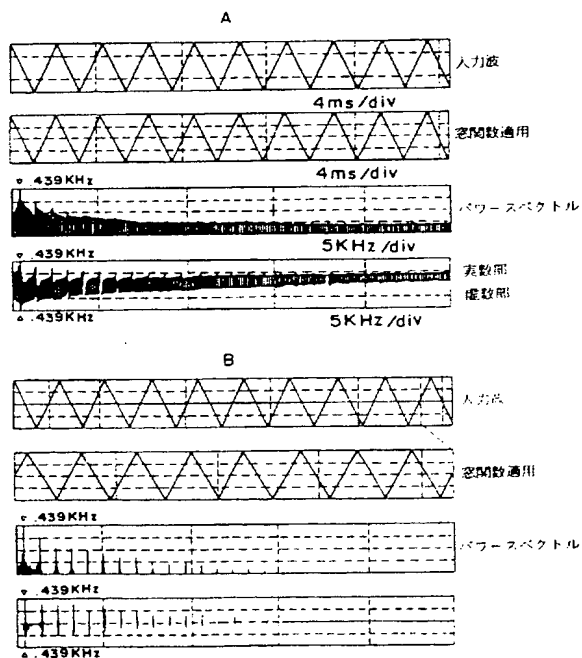 A
入力波
4ms/div
窓関数適用
4ms/div
▽ .439KHz
パワースペクトル
5KHz/div
▽ .439KHz
実数部
虚数部
△ .439KHz
5KHz/div
B
入力波
窓関数適用
▽ .439KHz
パワースペクトル
▽ .439KHz
△ .439KHz